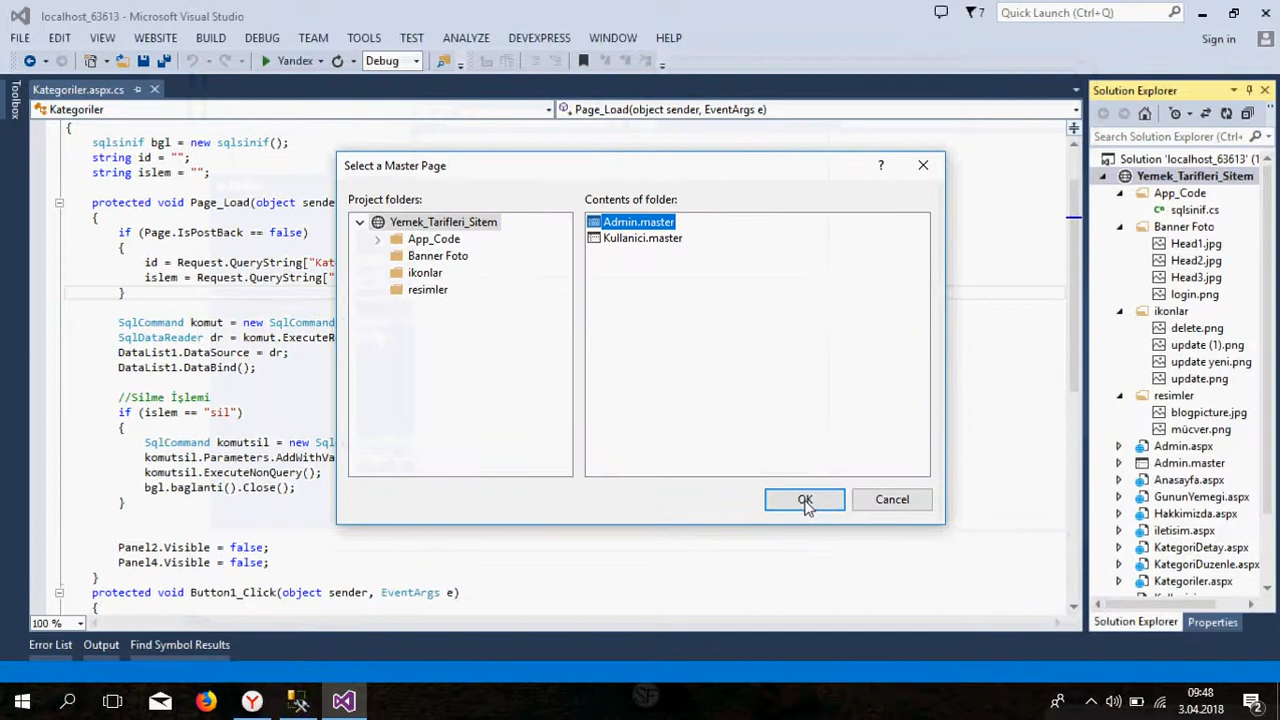 localhost_63613 - Microsoft Visual Studio
7
Quick Launch (Ctrl+Q)
FILE EDIT VIEW WEBSITE BUILD DEBUG TEAM TOOLS TEST ANALYZE DEVEXPRESS WINDOW HELP
Sign in
Yandex
Debug
Toolbox
Kategoriler.aspx.cs
Kategoriler
Page_Load(object sender, EventArgs e)
{
sqlsinif bgl = new sqlsinif();
string id = "";
string islem = "";
protected void Page_Load(object sende
{
if (Page.IsPostBack == false)
{
id = Request.QueryString["Kat
islem = Request.QueryString["
}
SqlCommand komut = new SqlCommand
SqlDataReader dr = komut.ExecuteR
DataList1.DataSource = dr;
DataList1.DataBind();
//Silme İşlemi
if (islem == "sil")
{
SqlCommand komutsil = new Sql
komutsil.Parameters.AddWithVa
komutsil.ExecuteNonQuery();
bgl.baglanti().Close();
}
Panel2.Visible = false;
Panel4.Visible = false;
}
protected void Button1_Click(object sender, EventArgs e)
{
100 %
Select a Master Page
?
Project folders:
Yemek_Tarifleri_Sitem
App_Code
Banner Foto
ikonlar
resimler
Contents of folder:
Admin.master
Kullanici.master
OK
Cancel
Solution Explorer
Search Solution Explorer (Ctrl+
Solution 'localhost_63613' (1
Yemek_Tarifleri_Sitem
App_Code
sqlsinif.cs
Banner Foto
Head1.jpg
Head2.jpg
Head3.jpg
login.png
ikonlar
delete.png
update (1).png
update yeni.png
update.png
resimler
blogpicture.jpg
mücver.png
Admin.aspx
Admin.master
Anasayfa.aspx
GununYemegi.aspx
Hakkimizda.aspx
iletisim.aspx
KategoriDetay.aspx
KategoriDuzenle.aspx
Kategoriler.aspx
Solution Explorer Properties
Error List Output Find Symbol Results
09:48
3.04.2018
2